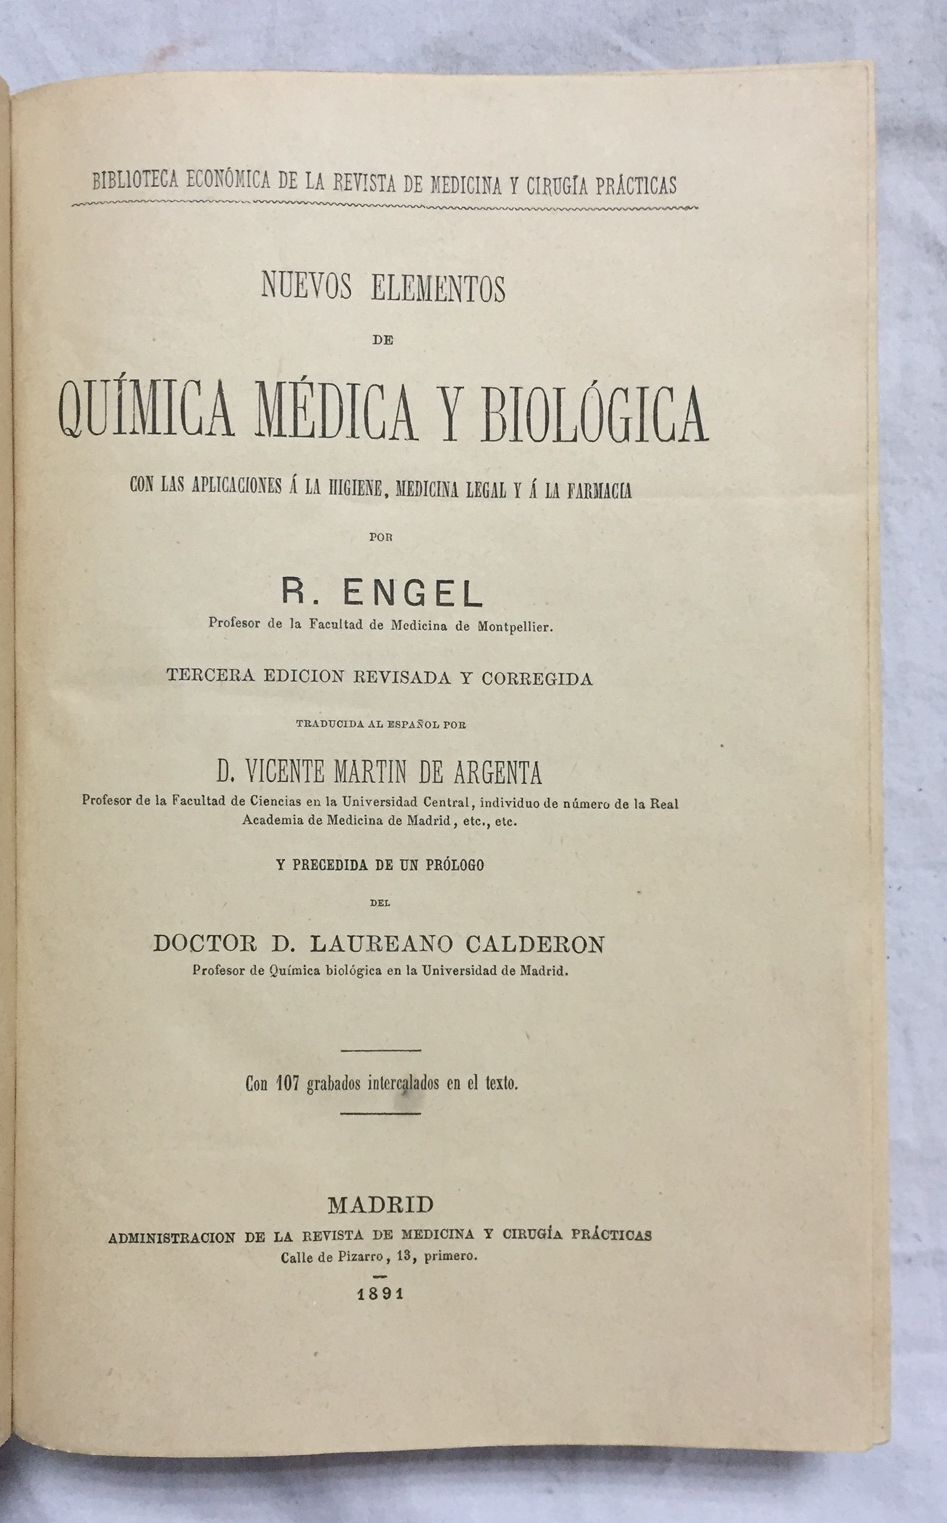 BIBLIOTECA ECONÓMICA DE LA REVISTA DE MEDICINA Y CIRUGÍA PRÁCTICAS
NUEVOS ELEMENTOS
DE
QUÍMICA MÉDICA Y BIOLÓGICA
CON LAS APLICACIONES Á LA HIGIENE, MEDICINA LEGAL Y Á LA FARMACIA
POR
R. ENGEL
Profesor de la Facultad de Medicina de Montpellier.
TERCERA EDICION REVISADA Y CORREGIDA
TRADUCIDA AL ESPAÑOL POR
D. VICENTE MARTIN DE ARGENTA
Profesor de la Facultad de Ciencias en la Universidad Central, individuo de número de la Real
Academia de Medicina de Madrid, etc., etc.
Y PRECEDIDA DE UN PRÓLOGO
DEL
DOCTOR D. LAUREANO CALDERON
Profesor de Química biológica en la Universidad de Madrid.
Con 107 grabados intercalados en el texto.
MADRID
ADMINISTRACION DE LA REVISTA DE MEDICINA Y CIRUGÍA PRÁCTICAS
Calle de Pizarro, 13, primero.
1891